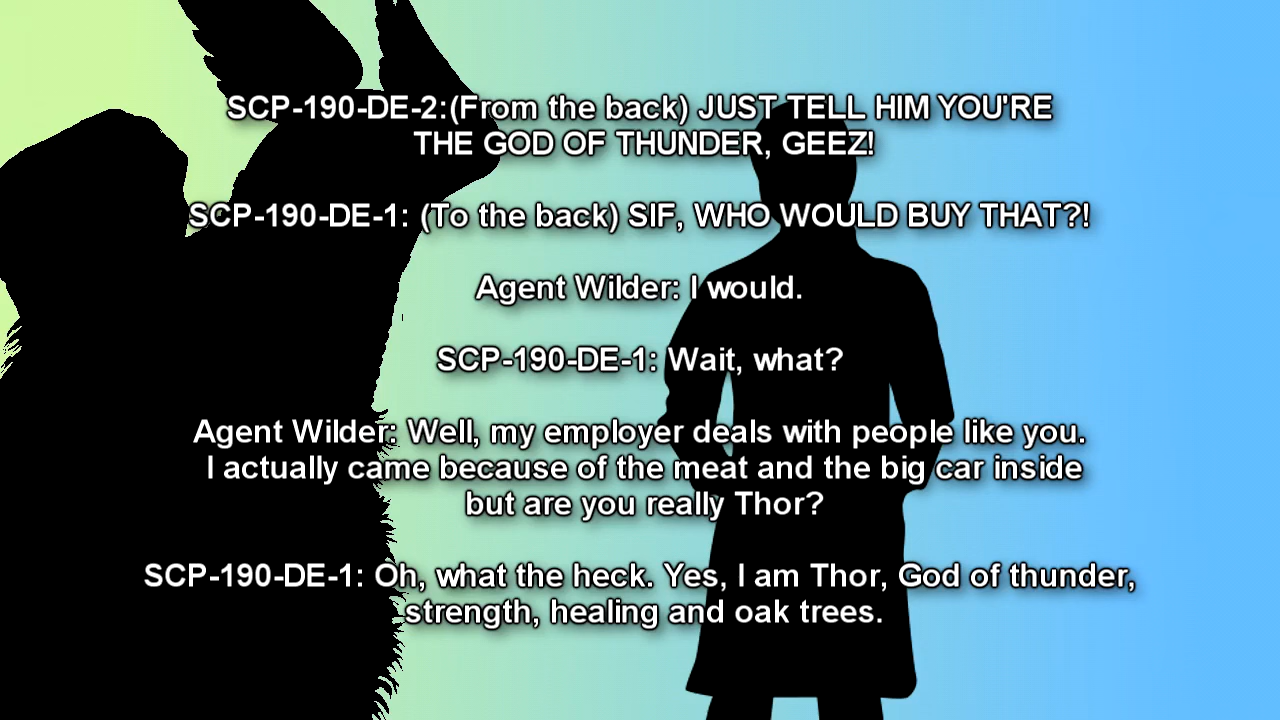 SCP-190-DE-2:(From the back) JUST TELL HIM YOU'RE
THE GOD OF THUNDER, GEEZ!
SCP-190-DE-1: (To the back) SIF, WHO WOULD BUY THAT?!
Agent Wilder: I would.
SCP-190-DE-1: Wait, what?
Agent Wilder: Well, my employer deals with people like you.
I actually came because of the meat and the big car inside
but are you really Thor?
SCP-190-DE-1: Oh, what the heck. Yes, I am Thor, God of thunder,
strength, healing and oak trees.